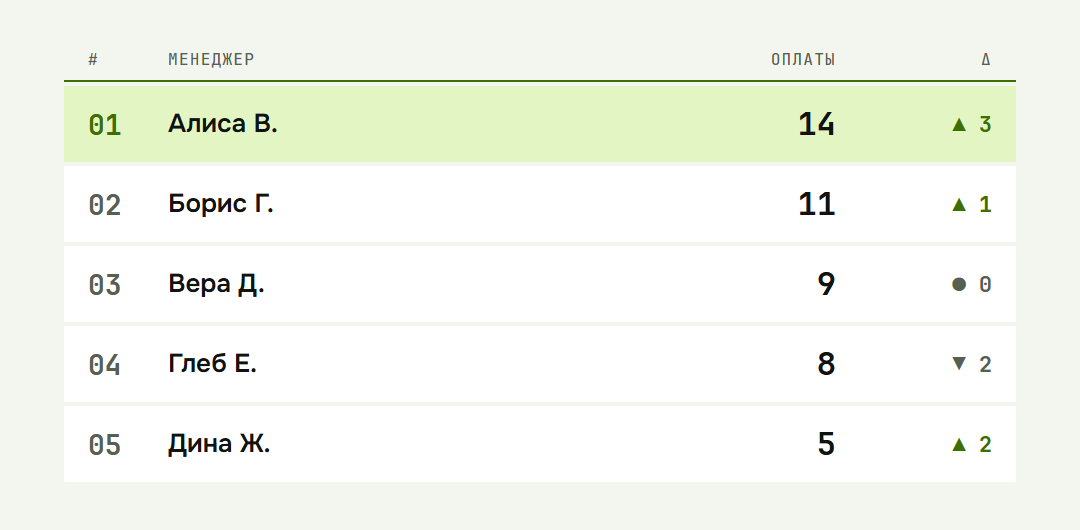 # МЕНЕДЖЕР ОПЛАТЫ Δ
01 Алиса В. 14 ▲ 3
02 Борис Г. 11 ▲ 1
03 Вера Д. 9 ● 0
04 Глеб Е. 8 ▼ 2
05 Дина Ж. 5 ▲ 2